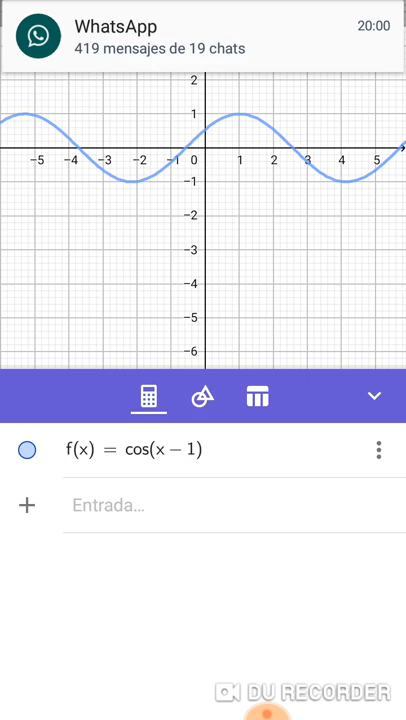 WhatsApp 20:00
419 mensajes de 19 chats
2
1
−5 −4 −3 −2 −1 0 1 2 3 4 5
−1
−2
−3
−4
−5
−6
f(x) = cos(x − 1)
Entrada...
DU RECORDER